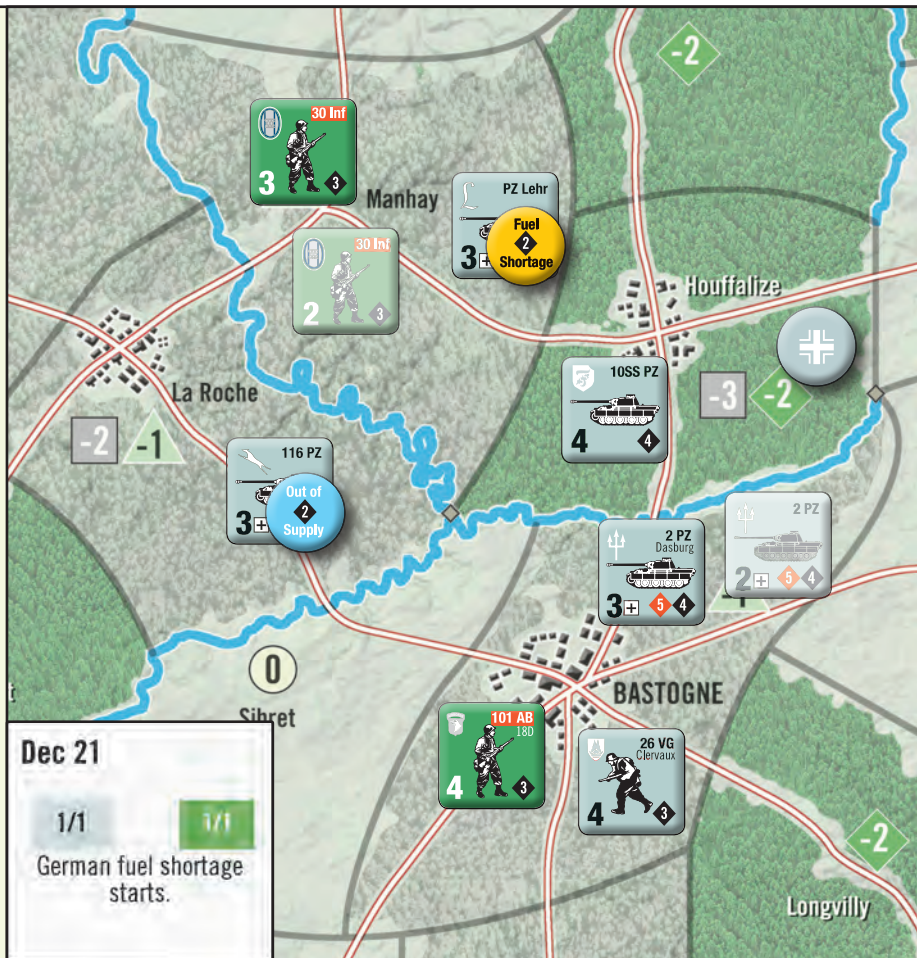 -2
30 Inf
3
3
Manhay
PZ Lehr
Fuel
2
Shortage
3 +
30 Inf
2
3
Houffalize
La Roche
-2
-1
10SS PZ
4
4
-3
-2
116 PZ
Out of
2
Supply
3 +
2 PZ
Dasburg
3 + 5 4
2 PZ
2 + 5 4
0
Sibret
BASTOGNE
101 AB
18D
4
3
26 VG
Clervaux
4
3
-2
Longvilly
Dec 21
1/1
1/1
German fuel shortage
starts.